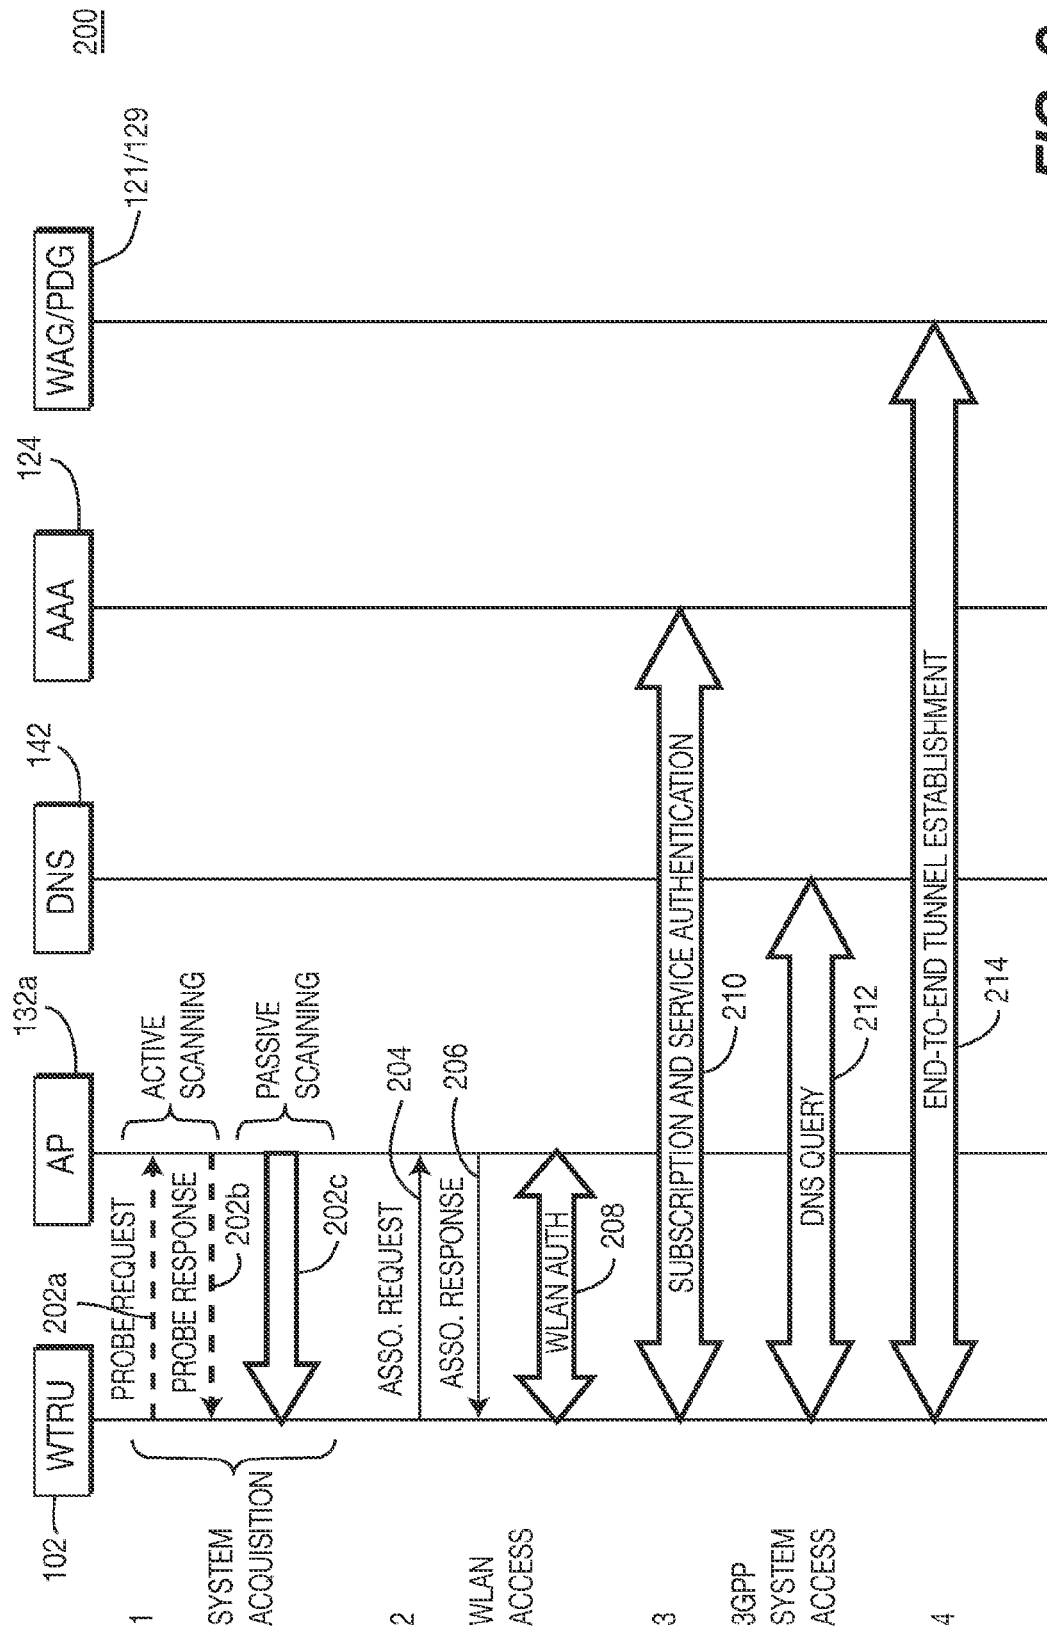 200
102
WTRU
AP
132a
DNS
142
AAA
124
WAG/PDG
121/129
1
SYSTEM
ACQUISITION
PROBE REQUEST
202a
PROBE RESPONSE
202b
202c
ACTIVE
SCANNING
PASSIVE
SCANNING
2
WLAN
ACCESS
ASSO. REQUEST
204
ASSO. RESPONSE
206
WLAN AUTH
208
3
3GPP
SYSTEM
ACCESS
SUBSCRIPTION AND SERVICE AUTHENTICATION
210
DNS QUERY
212
4
END-TO-END TUNNEL ESTABLISHMENT
214